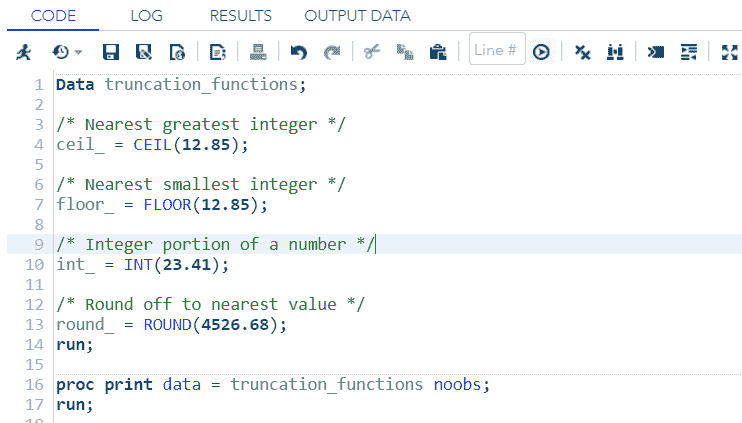 CODE LOG RESULTS OUTPUT DATA
Line #
1 Data truncation_functions;
2
3 /* Nearest greatest integer */
4 ceil_ = CEIL(12.85);
5
6 /* Nearest smallest integer */
7 floor_ = FLOOR(12.85);
8
9 /* Integer portion of a number */
10 int_ = INT(23.41);
11
12 /* Round off to nearest value */
13 round_ = ROUND(4526.68);
14 run;
15
16 proc print data = truncation_functions noobs;
17 run;
18